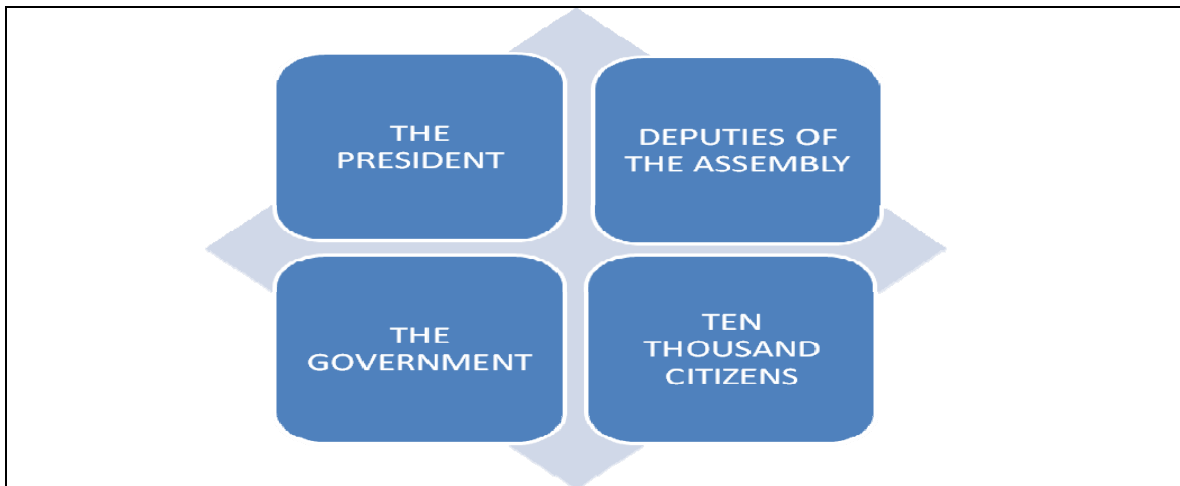 THE
PRESIDENT
DEPUTIES OF
THE ASSEMBLY
THE
GOVERNMENT
TEN
THOUSAND
CITIZENS